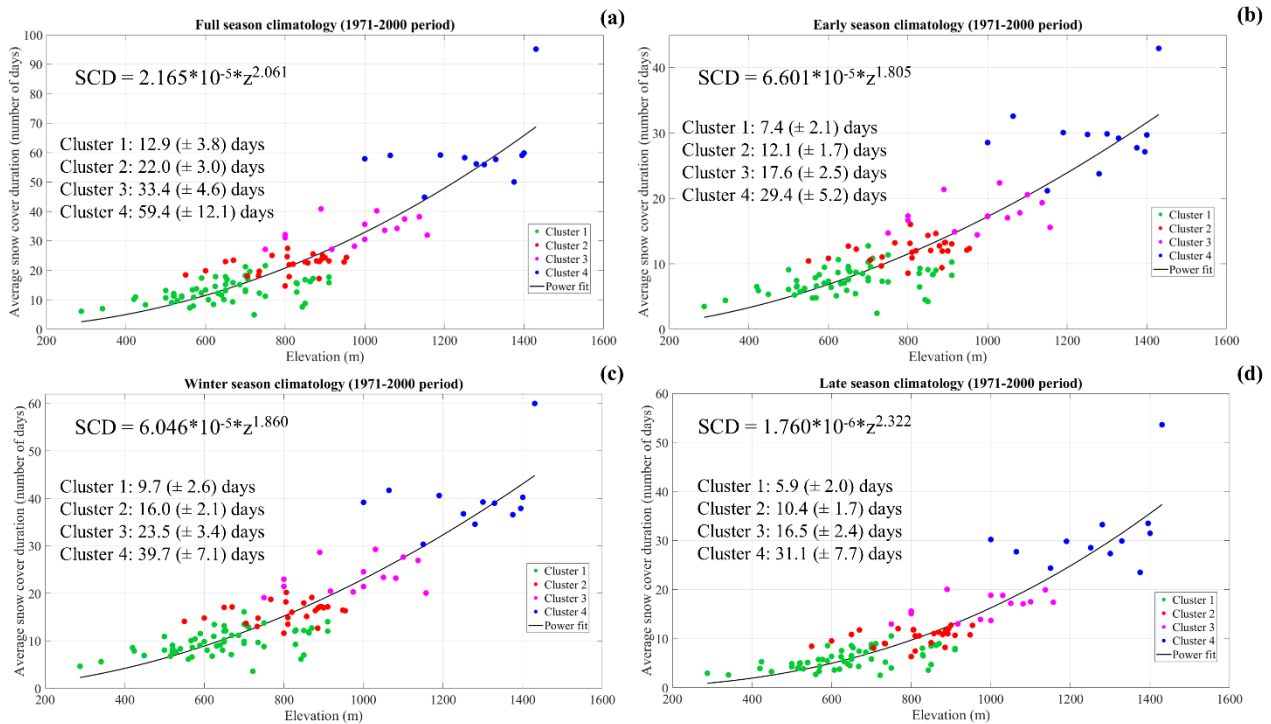 Full season climatology (1971-2000 period)
(a)
Average snow cover duration (number of days)
100
90
80
70
60
50
40
30
20
10
0
SCD = 2.165*10⁻⁵*z²·⁰⁶¹
Cluster 1: 12.9 (± 3.8) days
Cluster 2: 22.0 (± 3.0) days
Cluster 3: 33.4 (± 4.6) days
Cluster 4: 59.4 (± 12.1) days
Cluster 1
Cluster 2
Cluster 3
Cluster 4
Power fit
200 400 600 800 1000 1200 1400 1600
Elevation (m)
Early season climatology (1971-2000 period)
(b)
Average snow cover duration (number of days)
40
30
20
10
0
SCD = 6.601*10⁻⁵*z¹·⁸⁰⁵
Cluster 1: 7.4 (± 2.1) days
Cluster 2: 12.1 (± 1.7) days
Cluster 3: 17.6 (± 2.5) days
Cluster 4: 29.4 (± 5.2) days
Cluster 1
Cluster 2
Cluster 3
Cluster 4
Power fit
200 400 600 800 1000 1200 1400 1600
Elevation (m)
Winter season climatology (1971-2000 period)
(c)
Average snow cover duration (number of days)
60
50
40
30
20
10
0
SCD = 6.046*10⁻⁵*z¹·⁸⁶⁰
Cluster 1: 9.7 (± 2.6) days
Cluster 2: 16.0 (± 2.1) days
Cluster 3: 23.5 (± 3.4) days
Cluster 4: 39.7 (± 7.1) days
Cluster 1
Cluster 2
Cluster 3
Cluster 4
Power fit
200 400 600 800 1000 1200 1400 1600
Elevation (m)
Late season climatology (1971-2000 period)
(d)
Average snow cover duration (number of days)
60
50
40
30
20
10
0
SCD = 1.760*10⁻⁶*z²·³²²
Cluster 1: 5.9 (± 2.0) days
Cluster 2: 10.4 (± 1.7) days
Cluster 3: 16.5 (± 2.4) days
Cluster 4: 31.1 (± 7.7) days
Cluster 1
Cluster 2
Cluster 3
Cluster 4
Power fit
200 400 600 800 1000 1200 1400 1600
Elevation (m)